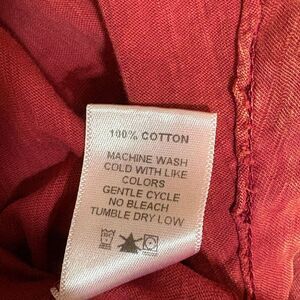 100% COTTON
MACHINE WASH
COLD WITH LIKE
COLORS
GENTLE CYCLE
NO BLEACH
TUMBLE DRY LOW